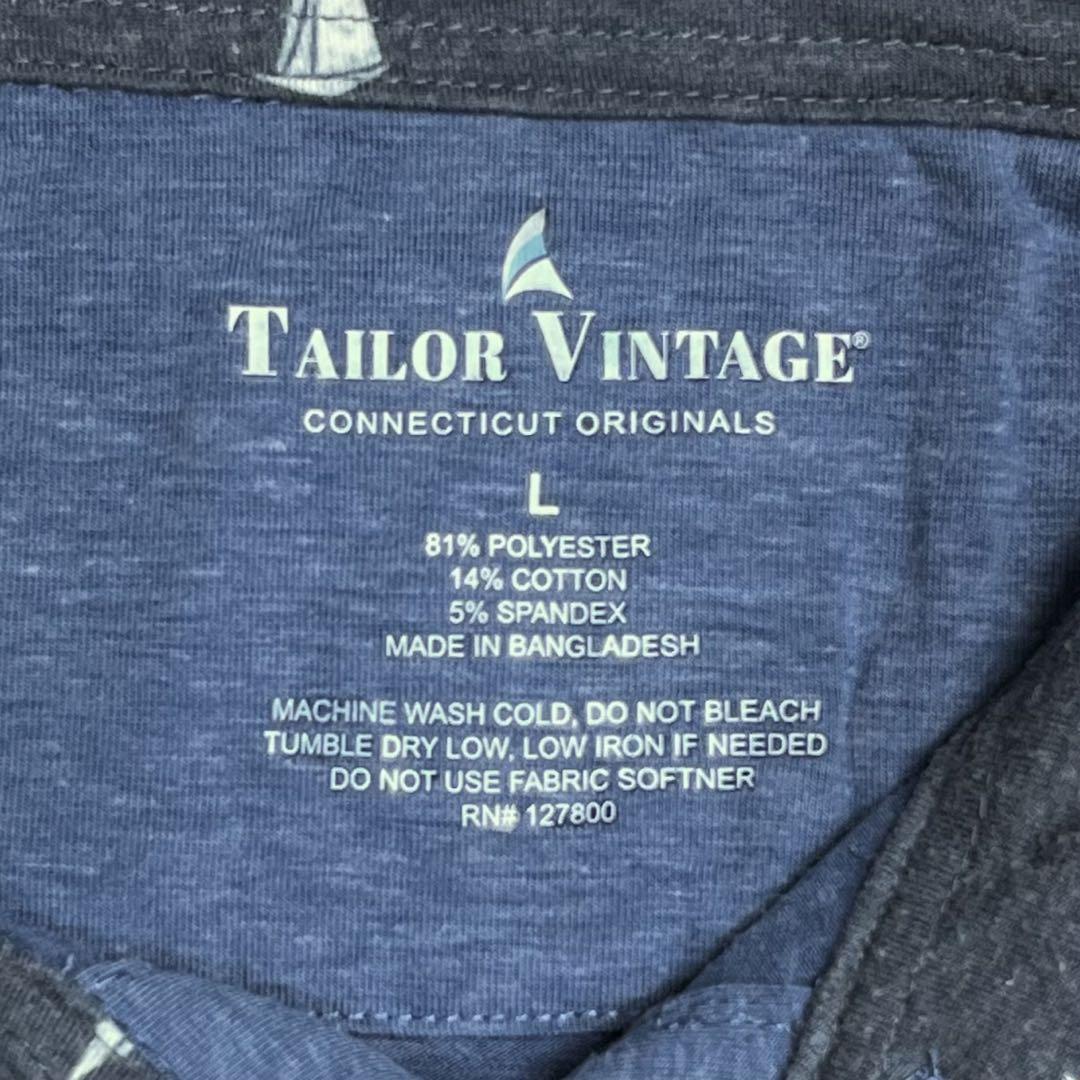 TAILOR VINTAGE®
CONNECTICUT ORIGINALS
L
81% POLYESTER
14% COTTON
5% SPANDEX
MADE IN BANGLADESH
MACHINE WASH COLD, DO NOT BLEACH
TUMBLE DRY LOW, LOW IRON IF NEEDED
DO NOT USE FABRIC SOFTNER
RN# 127800